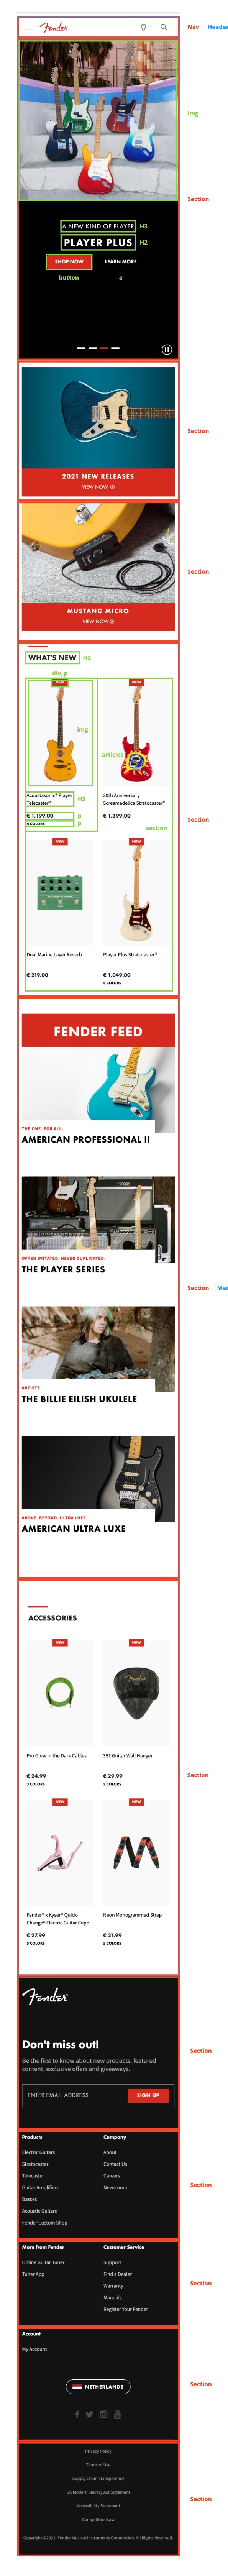 Fender
Nav Header
img
Section
A NEW KIND OF PLAYER H3
PLAYER PLUS H2
SHOP NOW LEARN MORE
button a
2021 NEW RELEASES
VIEW NOW
Section
MUSTANG MICRO
VIEW NOW
Section
WHAT'S NEW H2
div, p
NEW NEW
img
articles
Acoustasonic® Player
Telecaster®
H3
30th Anniversary
Screamadelica Stratocaster®
€ 1,199.00 p
€ 1,399.00
4 COLORS p
section
Section
NEW NEW
Dual Marine Layer Reverb
Player Plus Stratocaster®
€ 219.00
€ 1,049.00
5 COLORS
FENDER FEED
THE ONE. FOR ALL.
AMERICAN PROFESSIONAL II
OFTEN IMITATED. NEVER DUPLICATED.
THE PLAYER SERIES
Section Mai
ARTISTS
THE BILLIE EILISH UKULELE
ABOVE. BEYOND. ULTRA LUXE.
AMERICAN ULTRA LUXE
ACCESSORIES
NEW NEW
Pro Glow in the Dark Cables
351 Guitar Wall Hanger
€ 24.99
€ 29.99
3 COLORS
3 COLORS
Section
NEW NEW
Fender® x Kyser® Quick-
Change® Electric Guitar Capo
Neon Monogrammed Strap
€ 27.99
€ 21.99
3 COLORS
3 COLORS
Fender
Don't miss out!
Be the first to know about new products, featured
content, exclusive offers and giveaways.
ENTER EMAIL ADDRESS SIGN UP
Section
Products
Electric Guitars
Stratocaster
Telecaster
Guitar Amplifiers
Basses
Acoustic Guitars
Fender Custom Shop
Company
About
Contact Us
Careers
Newsroom
Section
More from Fender
Online Guitar Tuner
Tuner App
Customer Service
Support
Find a Dealer
Warranty
Manuals
Register Your Fender
Section
Account
My Account
NETHERLANDS
Section
Privacy Policy
Terms of Use
Supply Chain Transparency
UK Modern Slavery Act Statement
Accessibility Statement
Competition Law
Copyright ©2021. Fender Musical Instruments Corporation. All Rights Reserved.
Section